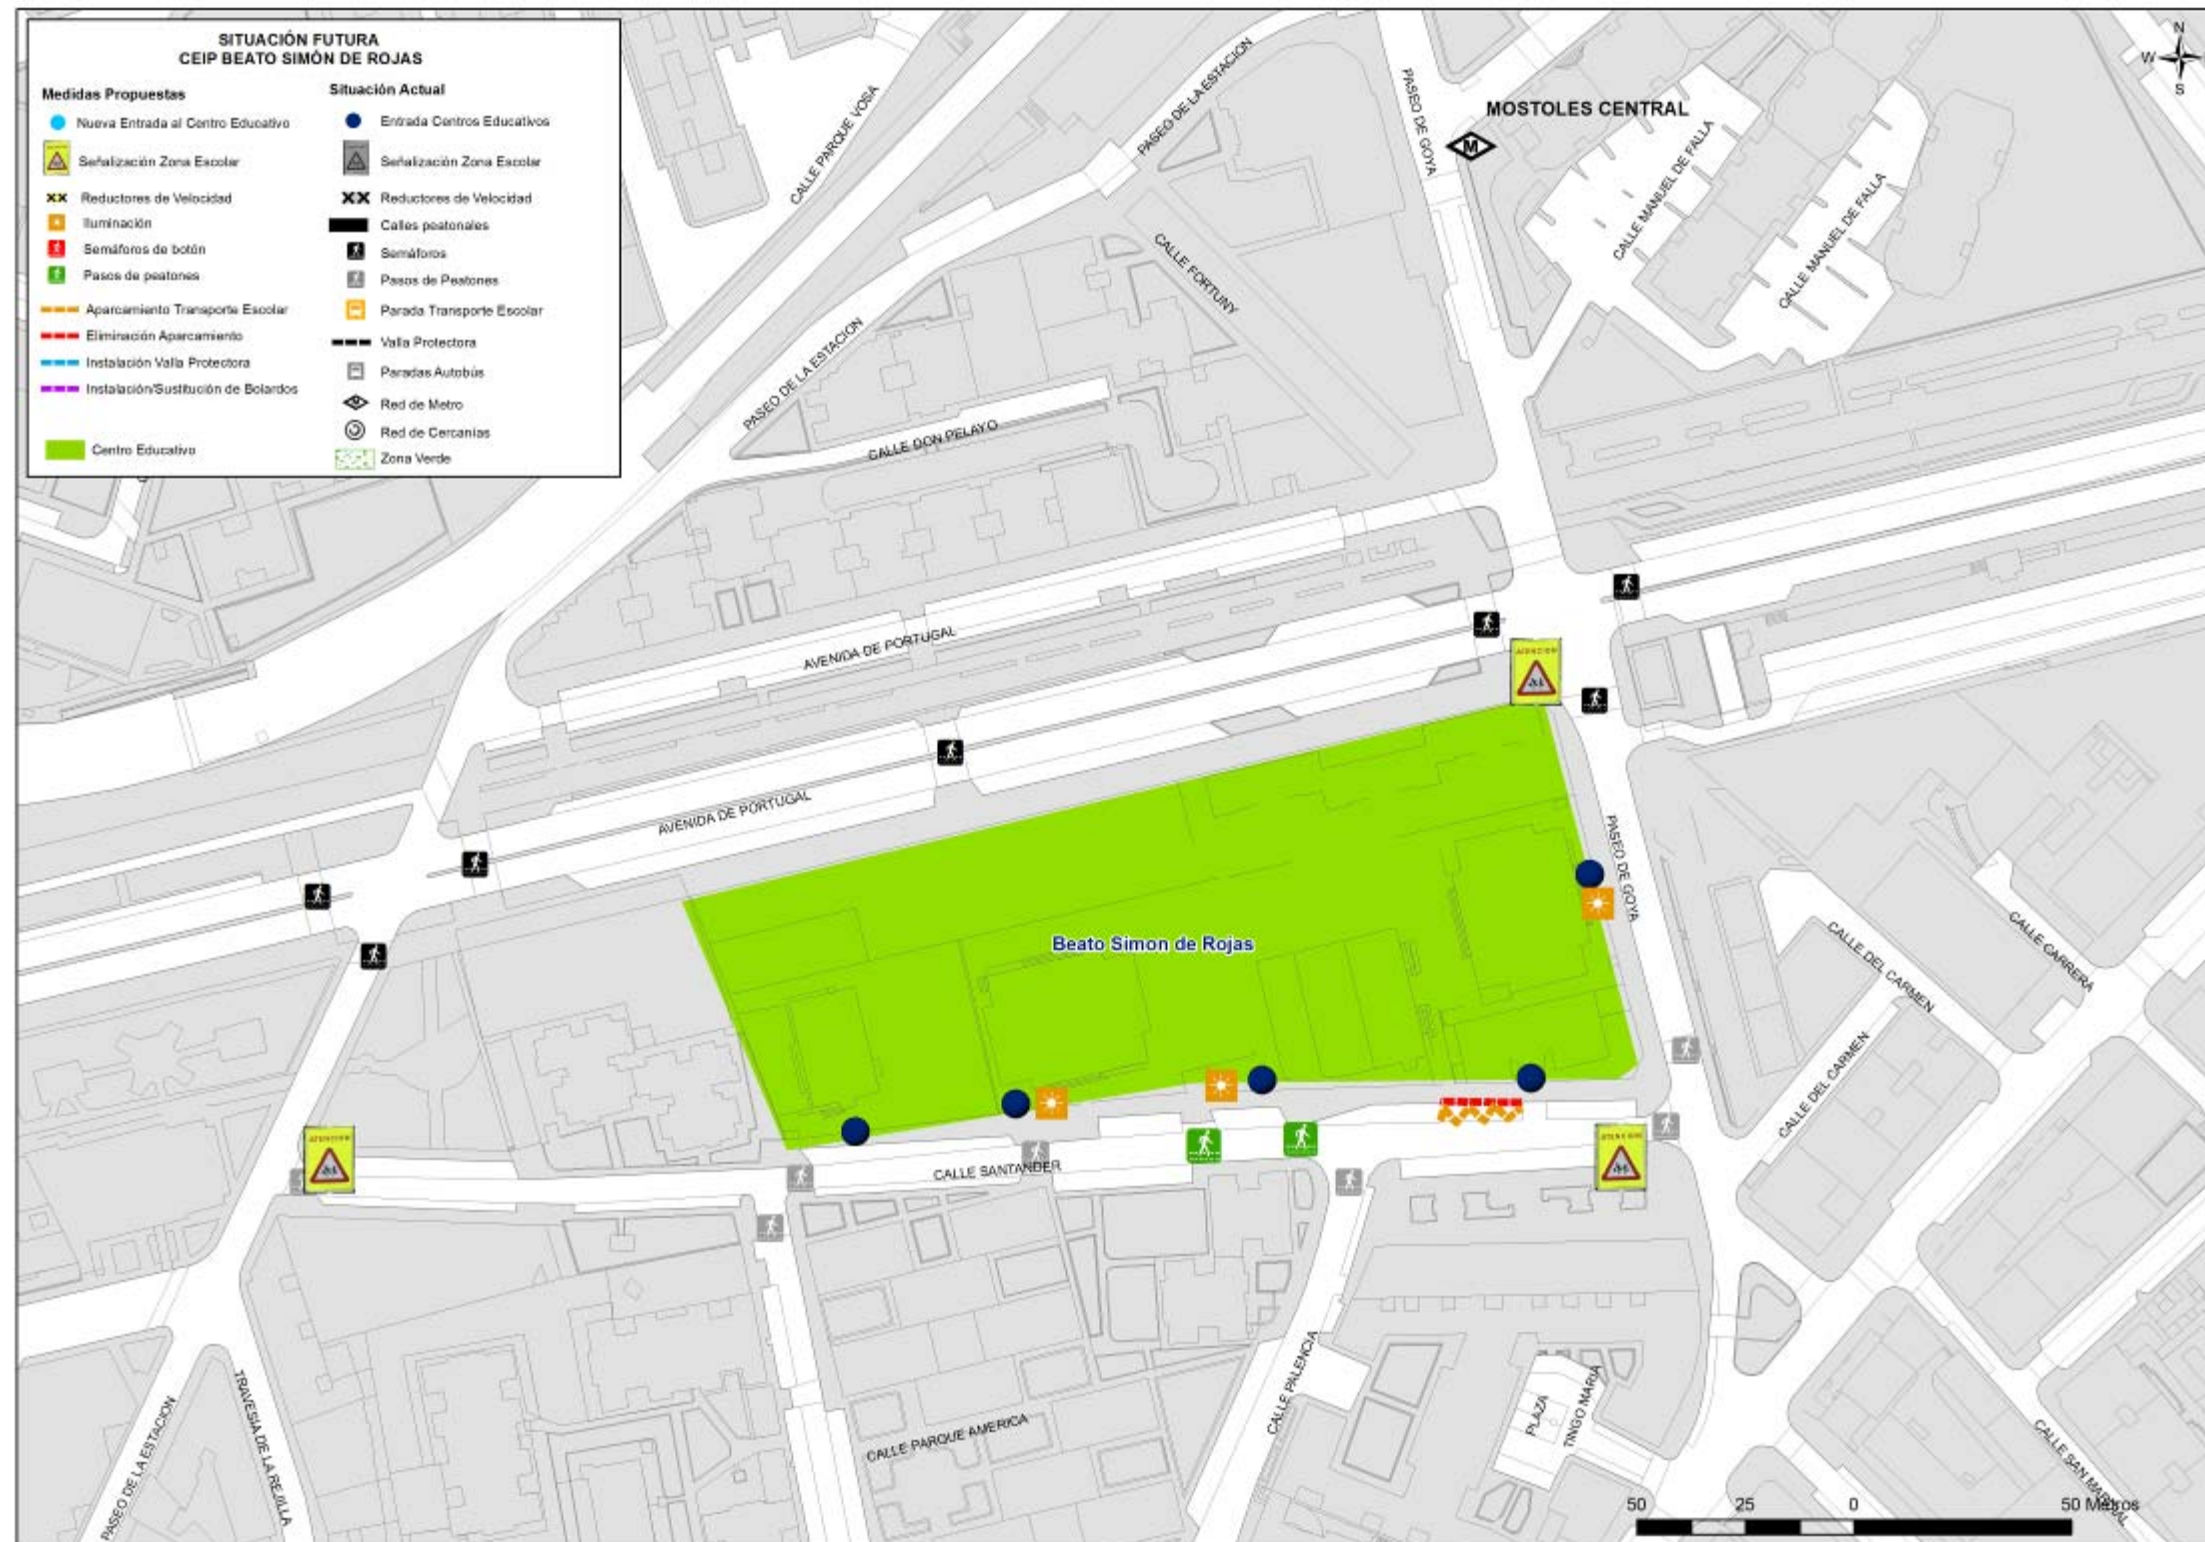 SITUACIÓN FUTURA
CEIP BEATO SIMÓN DE ROJAS
Medidas Propuestas
Nueva Entrada al Centro Educativo
Señalización Zona Escolar
Reductores de Velocidad
Iluminación
Semáforos de botón
Pasos de peatones
Aparcamiento Transporte Escolar
Eliminación Aparcamiento
Instalación Valla Protectora
Instalación/Sustitución de Bolardos
Centro Educativo
Situación Actual
Entrada Centros Educativos
Señalización Zona Escolar
Reductores de Velocidad
Calles peatonales
Semáforos
Pasos de Peatones
Parada Transporte Escolar
Valla Protectora
Paradas Autobús
Red de Metro
Red de Cercanías
Zona Verde
N
W
S
CALLE PARQUE VOSA
PASEO DE LA ESTACION
PASEO DE GOYA
MOSTOLES CENTRAL
M
CALLE MANUEL DE FALLA
CALLE MANUEL DE FALLA
CALLE FORTUNY
PASEO DE LA ESTACION
CALLE DON PELAYO
AVENIDA DE PORTUGAL
ATENCION
AVENIDA DE PORTUGAL
PASEO DE GOYA
Beato Simon de Rojas
CALLE DEL CARMEN
CALLE CARRERA
CALLE DEL CARMEN
ATENCION
ATENCION
CALLE SANTANDER
CALLE PALENCIA
CALLE PARQUE AMERICA
PLAZA
TINGO MARIA
PASEO DE LA ESTACION
TRAVESIA DE LA REJILLA
CALLE SAN MARCIAL
50 25 0 50 Metros